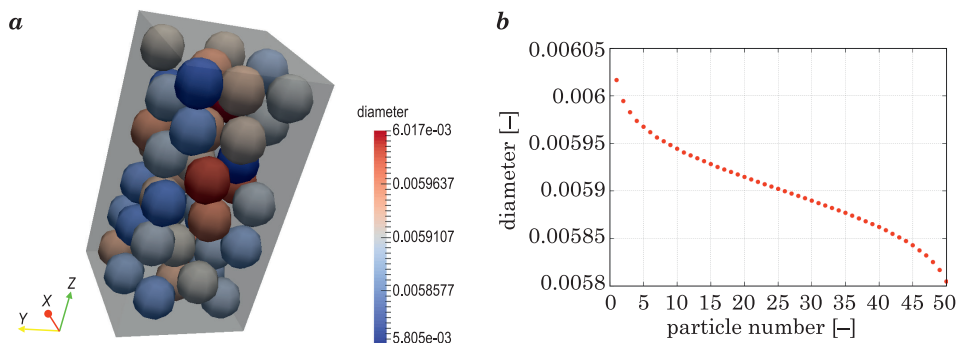 a
diameter
6.017e-03
0.0059637
0.0059107
0.0058577
5.805e-03
X
Y
Z
b
diameter [–]
0.00605
0.006
0.00595
0.0059
0.00585
0.0058
0 5 10 15 20 25 30 35 40 45 50
particle number [–]